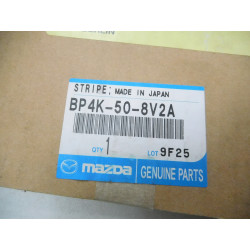 STRIPE; MADE IN JAPAN
BP4K-50-8V2A
QTY 1 LOT 9F25
mazda GENUINE PARTS